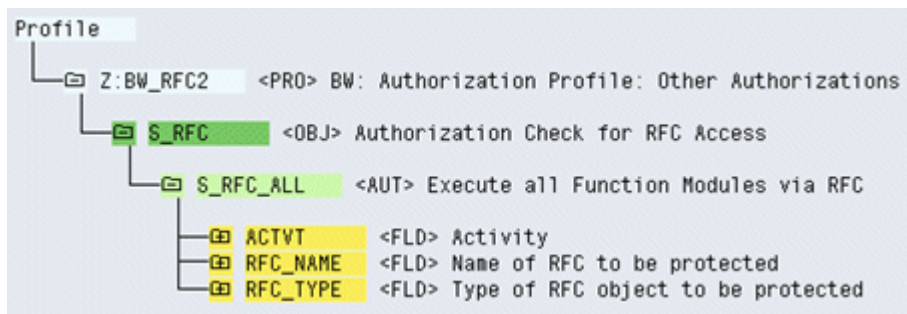 Profile
Z:BW_RFC2 <PRO> BW: Authorization Profile: Other Authorizations
S_RFC <OBJ> Authorization Check for RFC Access
S_RFC_ALL <AUT> Execute all Function Modules via RFC
ACTVT <FLD> Activity
RFC_NAME <FLD> Name of RFC to be protected
RFC_TYPE <FLD> Type of RFC object to be protected